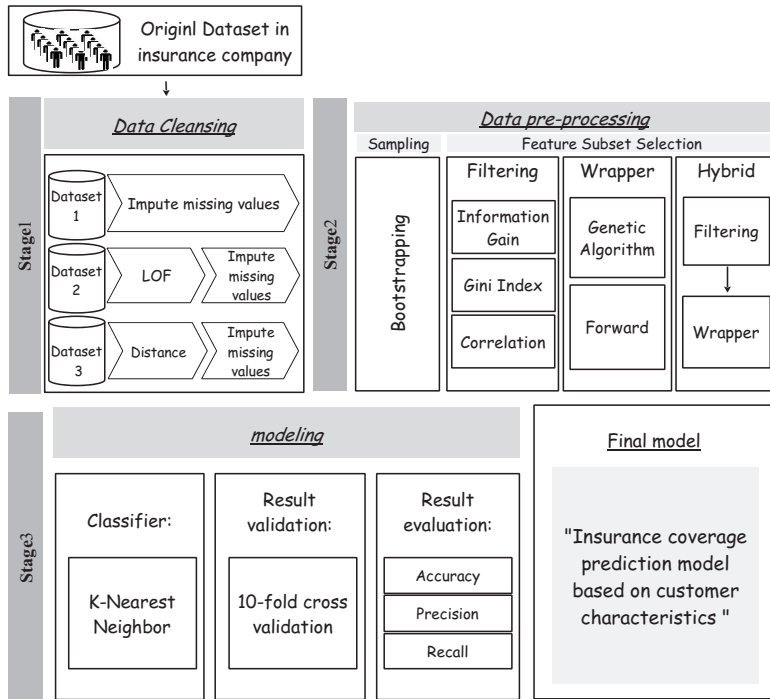 Originl Dataset in
insurance company
Stage1
Data Cleansing
Dataset
1
Impute missing values
Dataset
2
LOF
Impute
missing
values
Dataset
3
Distance
Impute
missing
values
Stage2
Data pre-processing
Sampling
Feature Subset Selection
Bootstrapping
Filtering
Information
Gain
Gini Index
Correlation
Wrapper
Genetic
Algorithm
Forward
Hybrid
Filtering
Wrapper
Stage3
modeling
Classifier:
K-Nearest
Neighbor
Result
validation:
10-fold cross
validation
Result
evaluation:
Accuracy
Precision
Recall
Final model
"Insurance coverage
prediction model
based on customer
characteristics "